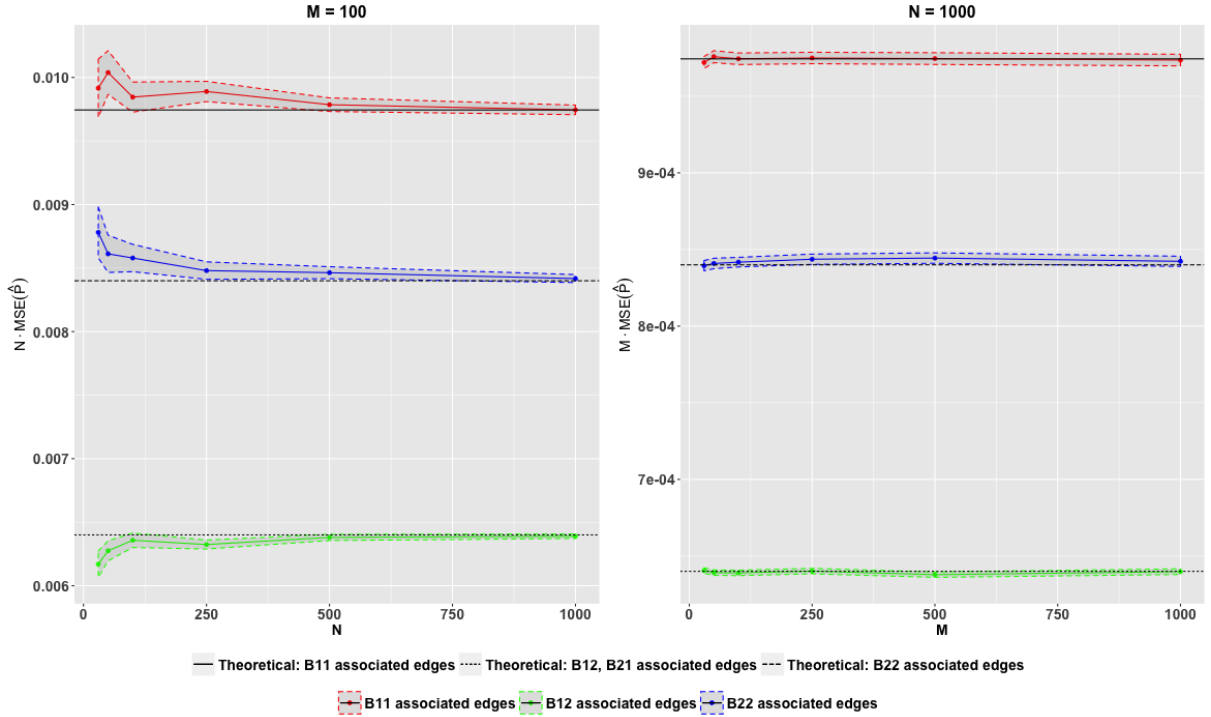 M = 100
N · MSE(P̂)
0.010
0.009
0.008
0.007
0.006
0
250
500
750
1000
N
N = 1000
M · MSE(P̂)
9e-04
8e-04
7e-04
0
250
500
750
1000
M
Theoretical: B11 associated edges Theoretical: B12, B21 associated edges Theoretical: B22 associated edges
B11 associated edges B12 associated edges B22 associated edges